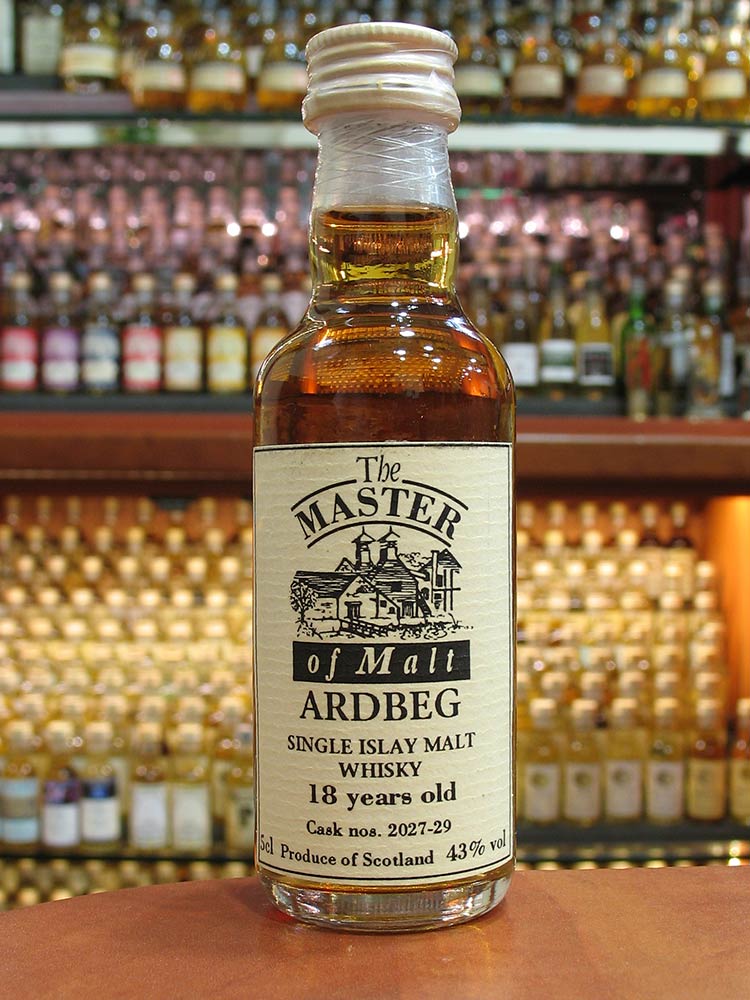 The
MASTER
of Malt
ARDBEG
SINGLE ISLAY MALT
WHISKY
18 years old
Cask nos. 2027-29
5cl Produce of Scotland 43% vol